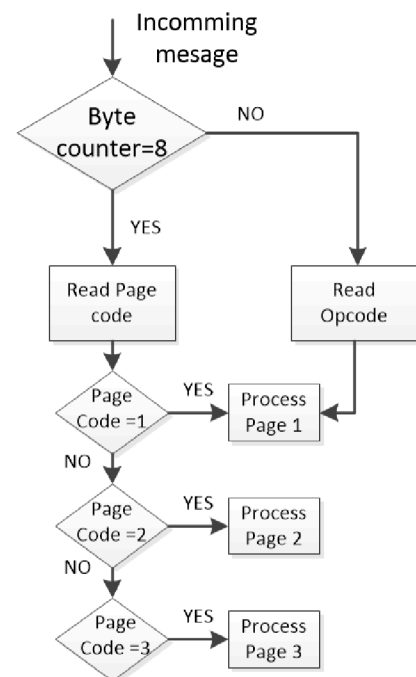 Incomming
mesage
Byte
counter=8
NO
YES
Read Page
code
Read
Opcode
Page
Code =1
YES
Process
Page 1
NO
Page
Code =2
YES
Process
Page 2
NO
Page
Code =3
YES
Process
Page 3